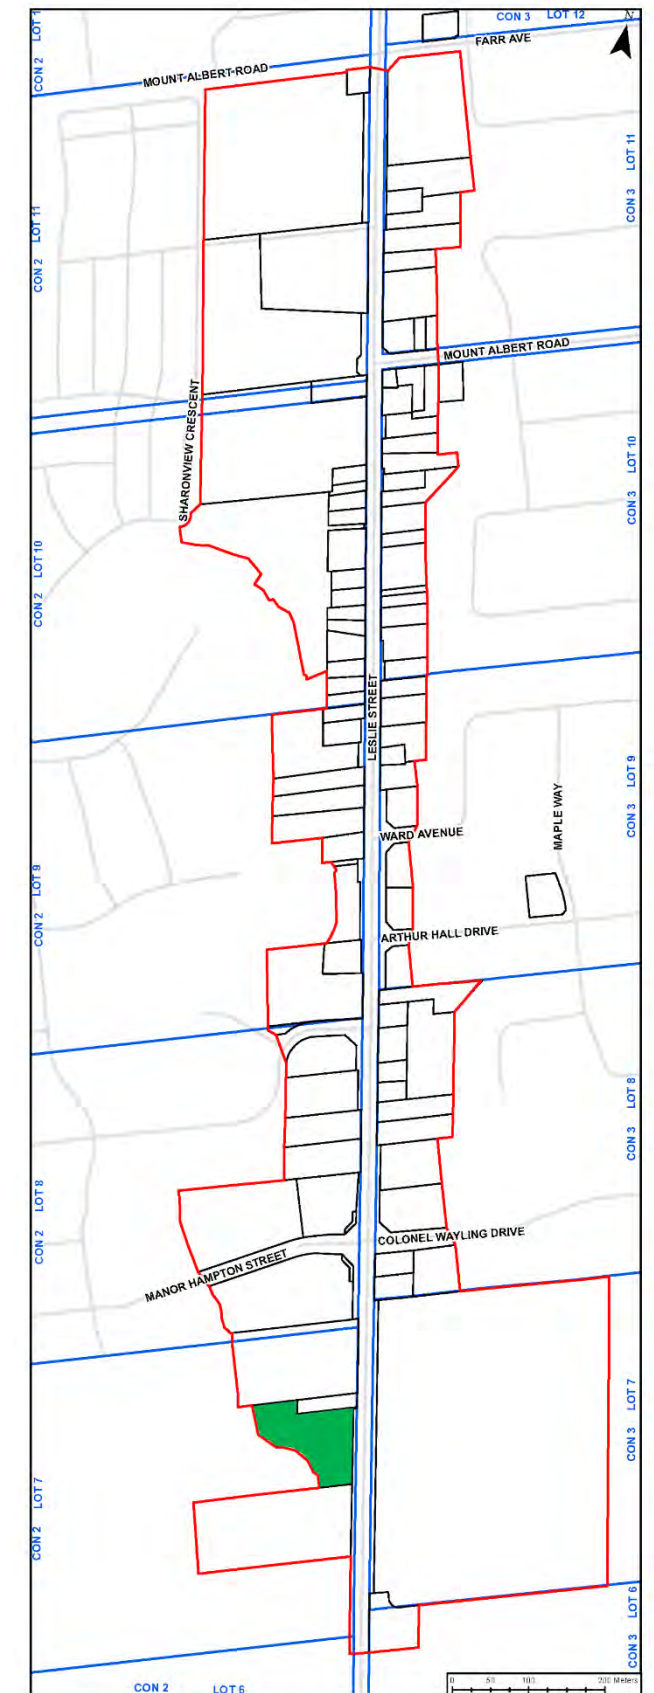 CON 3 LOT 12
N
LOT 1
CON 2
FARR AVE
MOUNT ALBERT ROAD
LOT 11
CON 3
LOT 11
CON 2
MOUNT ALBERT ROAD
SHARONVIEW CRESCENT
LOT 10
CON 3
LOT 10
CON 2
LESLIE STREET
LOT 9
CON 3
MAPLE WAY
WARD AVENUE
LOT 9
CON 2
ARTHUR HALL DRIVE
LOT 8
CON 3
LOT 8
CON 2
COLONEL WAYLING DRIVE
MANOR HAMPTON STREET
LOT 7
CON 3
LOT 7
CON 2
LOT 6
CON 3
CON 2 LOT 6
0 50 100 200 Meters